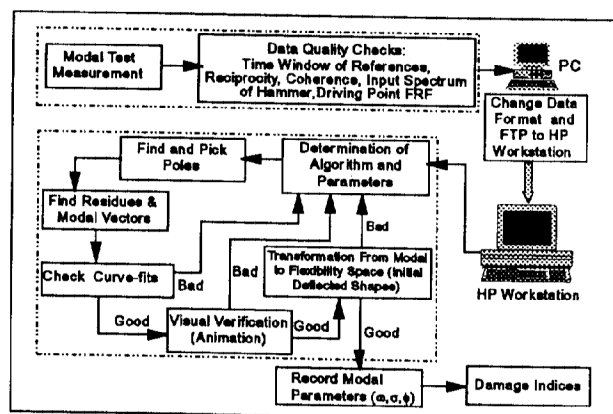 Modal Test
Measurement
Data Quality Checks:
Time Window of References,
Reciprocity, Coherence, Input Spectrum
of Hammer,Driving Point FRF
PC
Change Data
Format and
FTP to HP
Workstation
HP Workstation
Determination of
Algorithm and
Parameters
Find and Pick
Poles
Find Residues &
Modal Vectors
Check Curve-fits
Bad
Good
Visual Verification
(Animation)
Bad
Good
Transformation From Modal
to Flexibility Space (Initial
Deflected Shapes)
Bad
Good
Record Modal
Parameters (ω,σ,ϕ)
Damage Indices